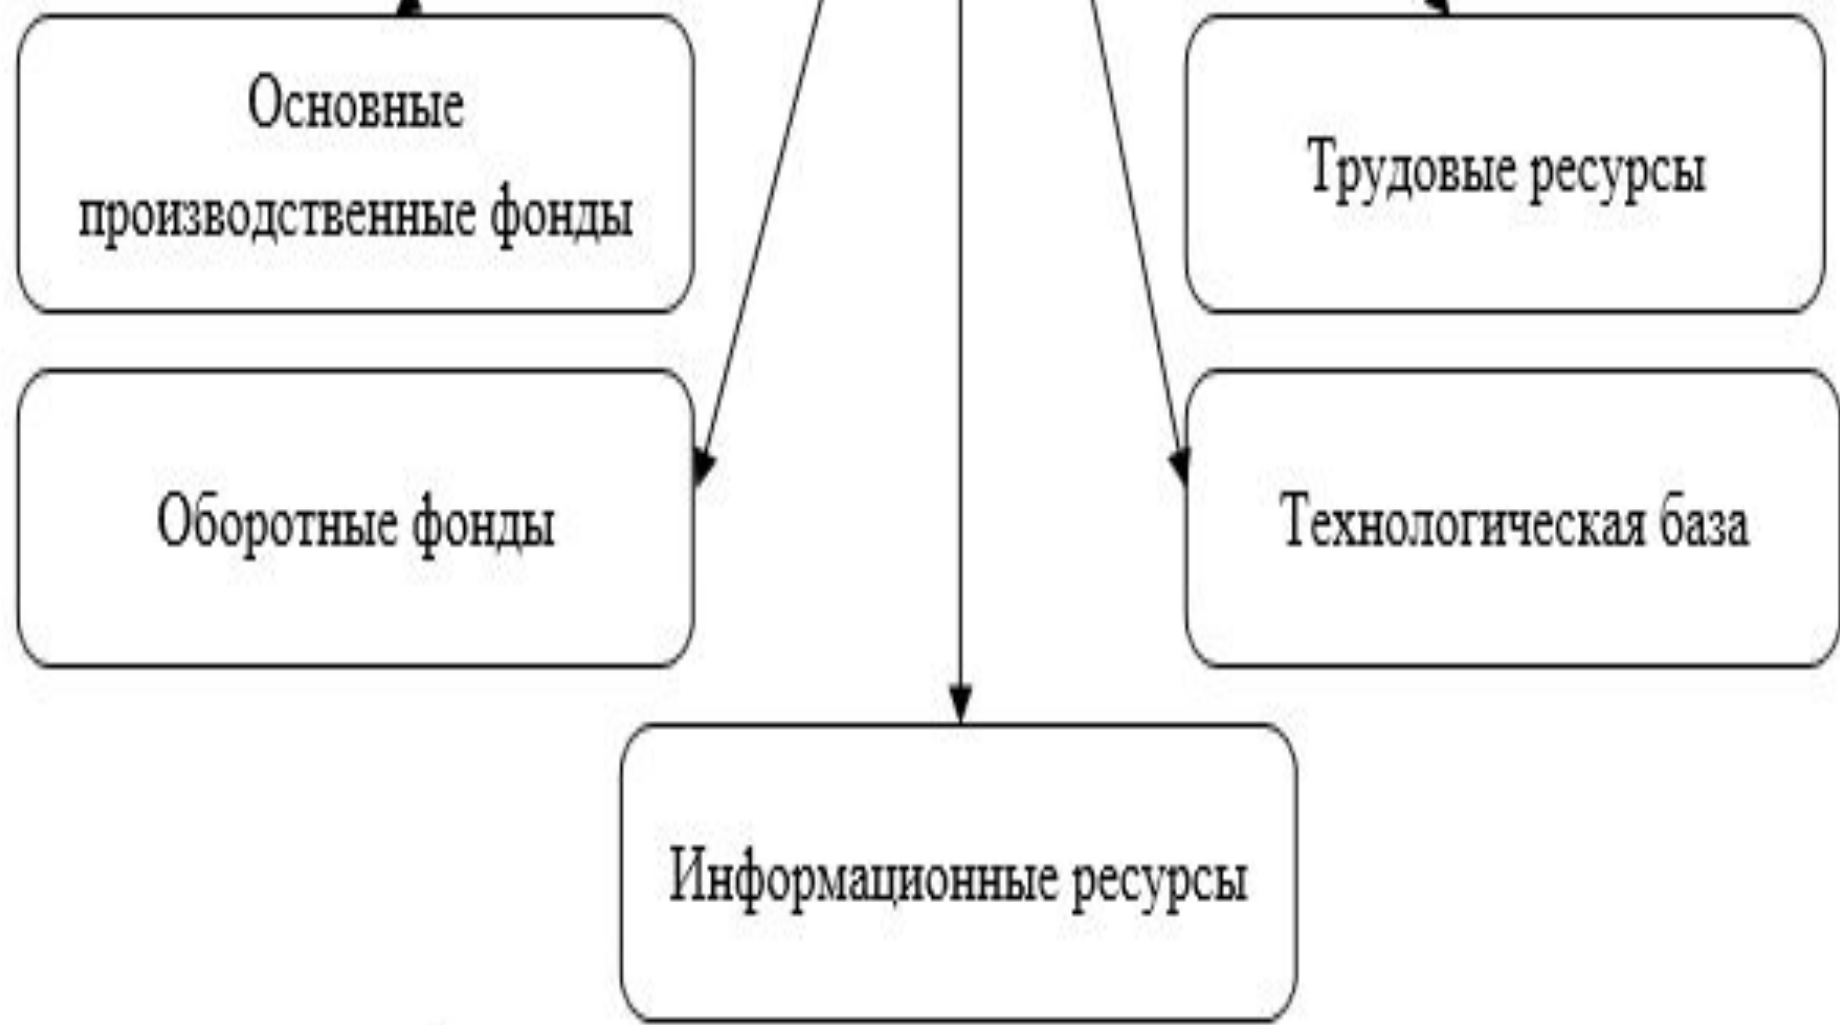 Основные
производственные фонды
Трудовые ресурсы
Оборотные фонды
Технологическая база
Информационные ресурсы